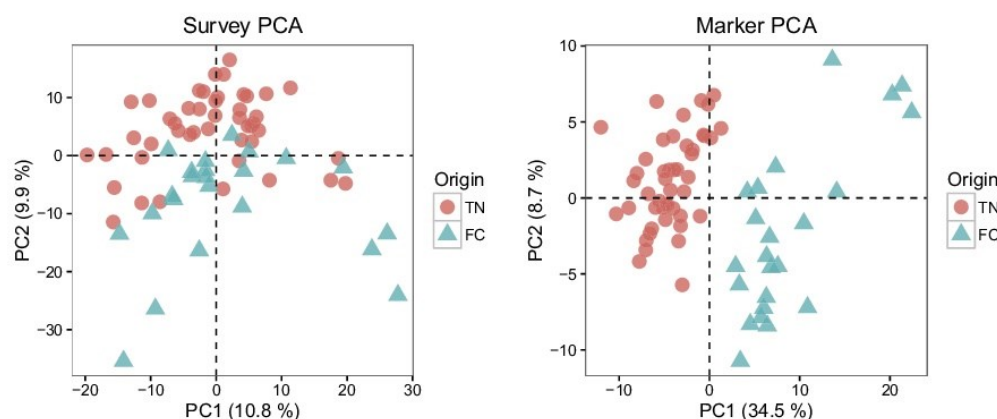 Survey PCA
10
0
−10
−20
−30
PC2 (9.9 %)
−20 −10 0 10 20 30
PC1 (10.8 %)
Origin
TN
FC
Marker PCA
10
5
0
−5
−10
PC2 (8.7 %)
−10 0 10 20
PC1 (34.5 %)
Origin
TN
FC